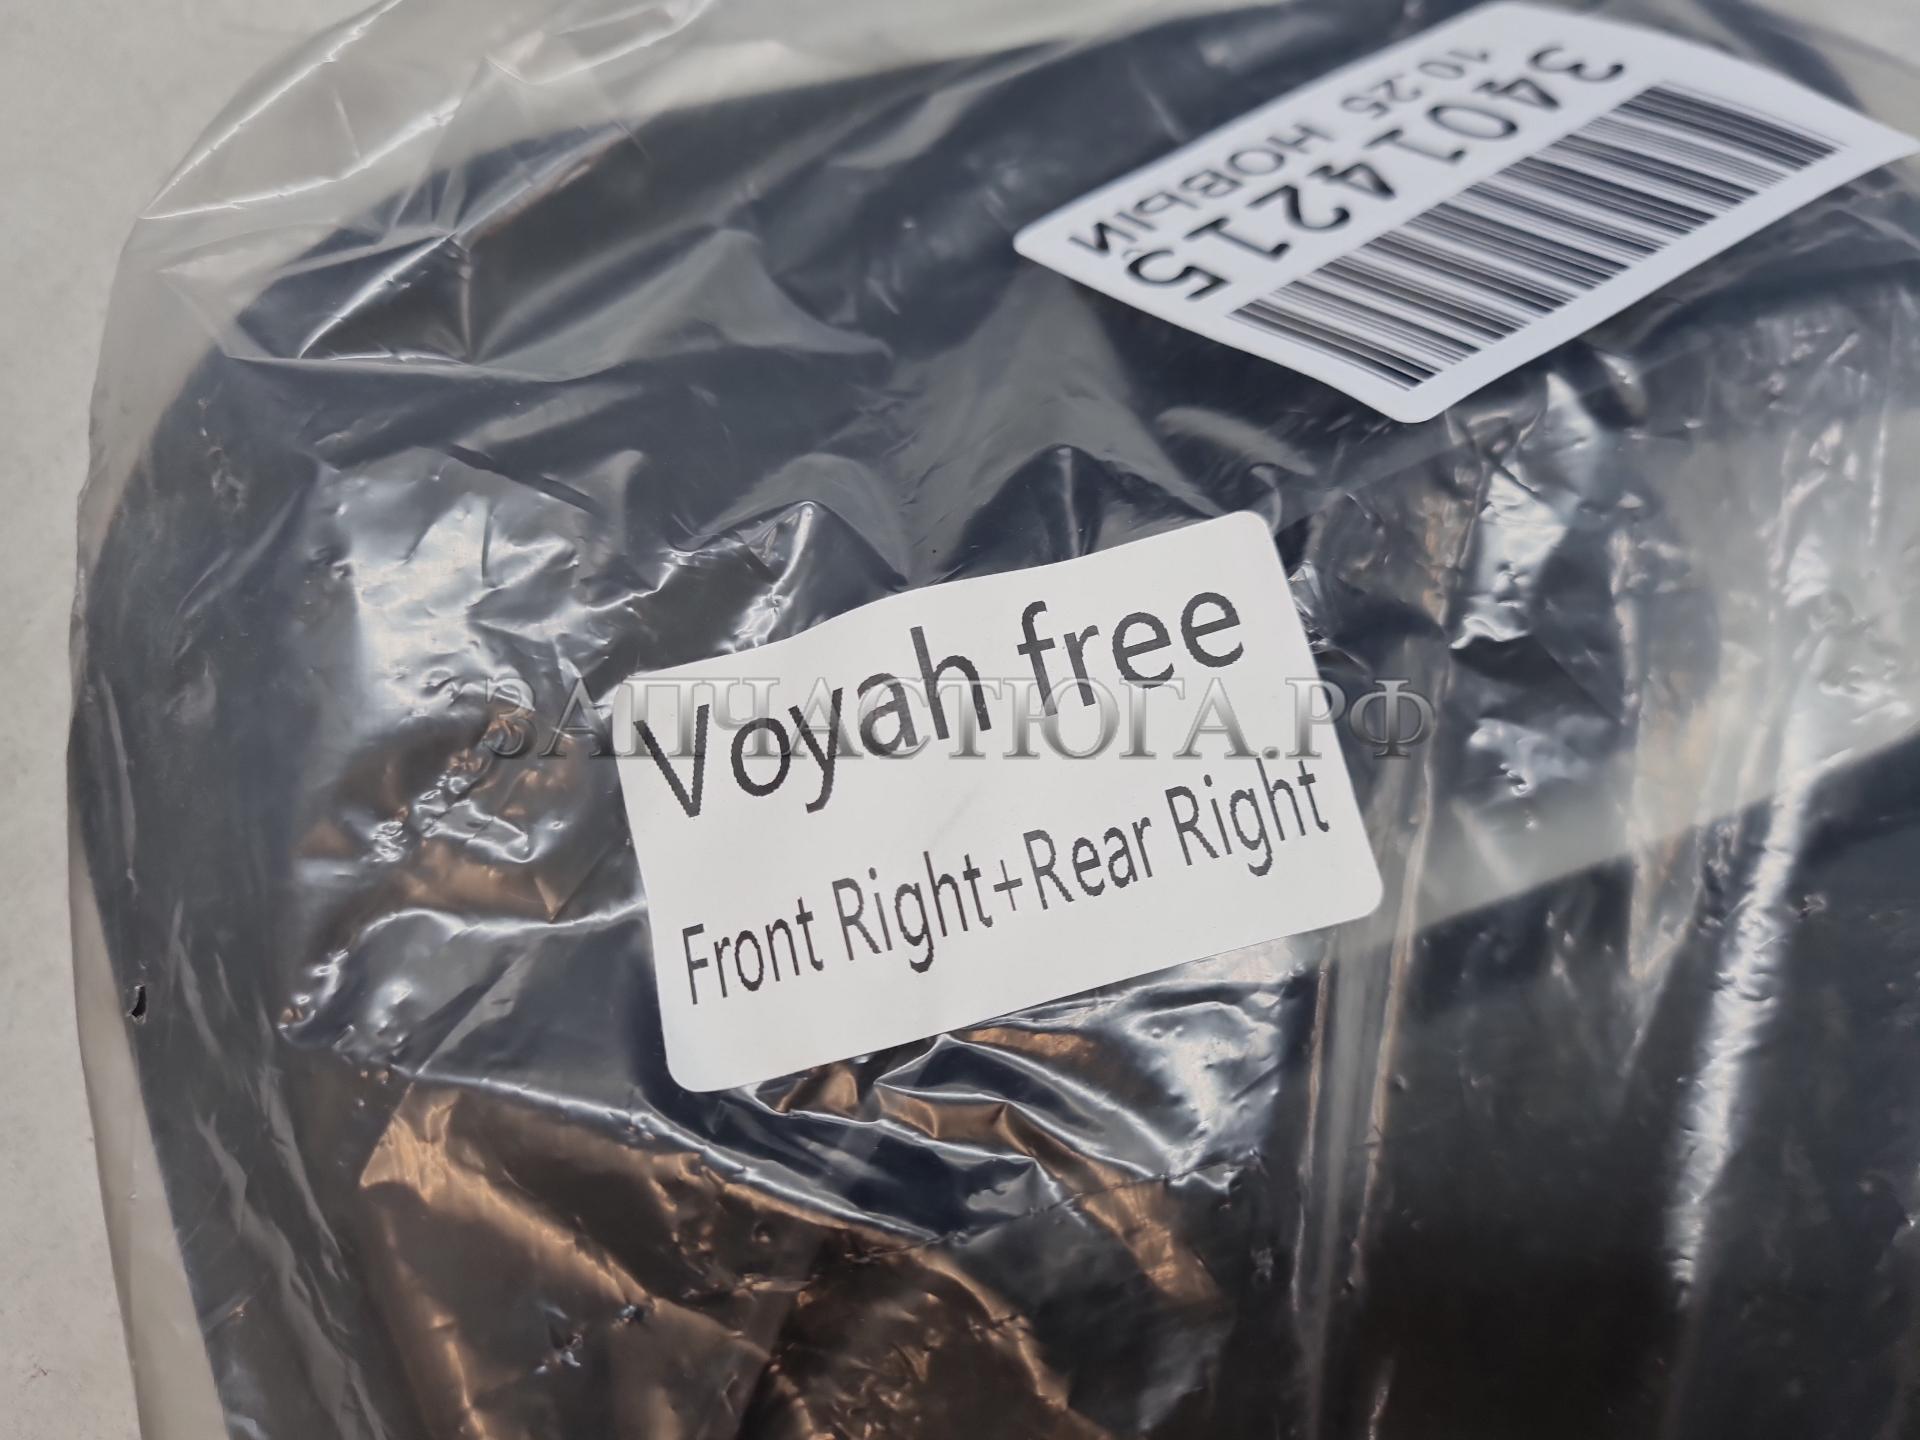 34014215
10.25 НОВЫЙ
Voyah free
ЗАПЧАСТЮГА.РФ
Front Right+Rear Right